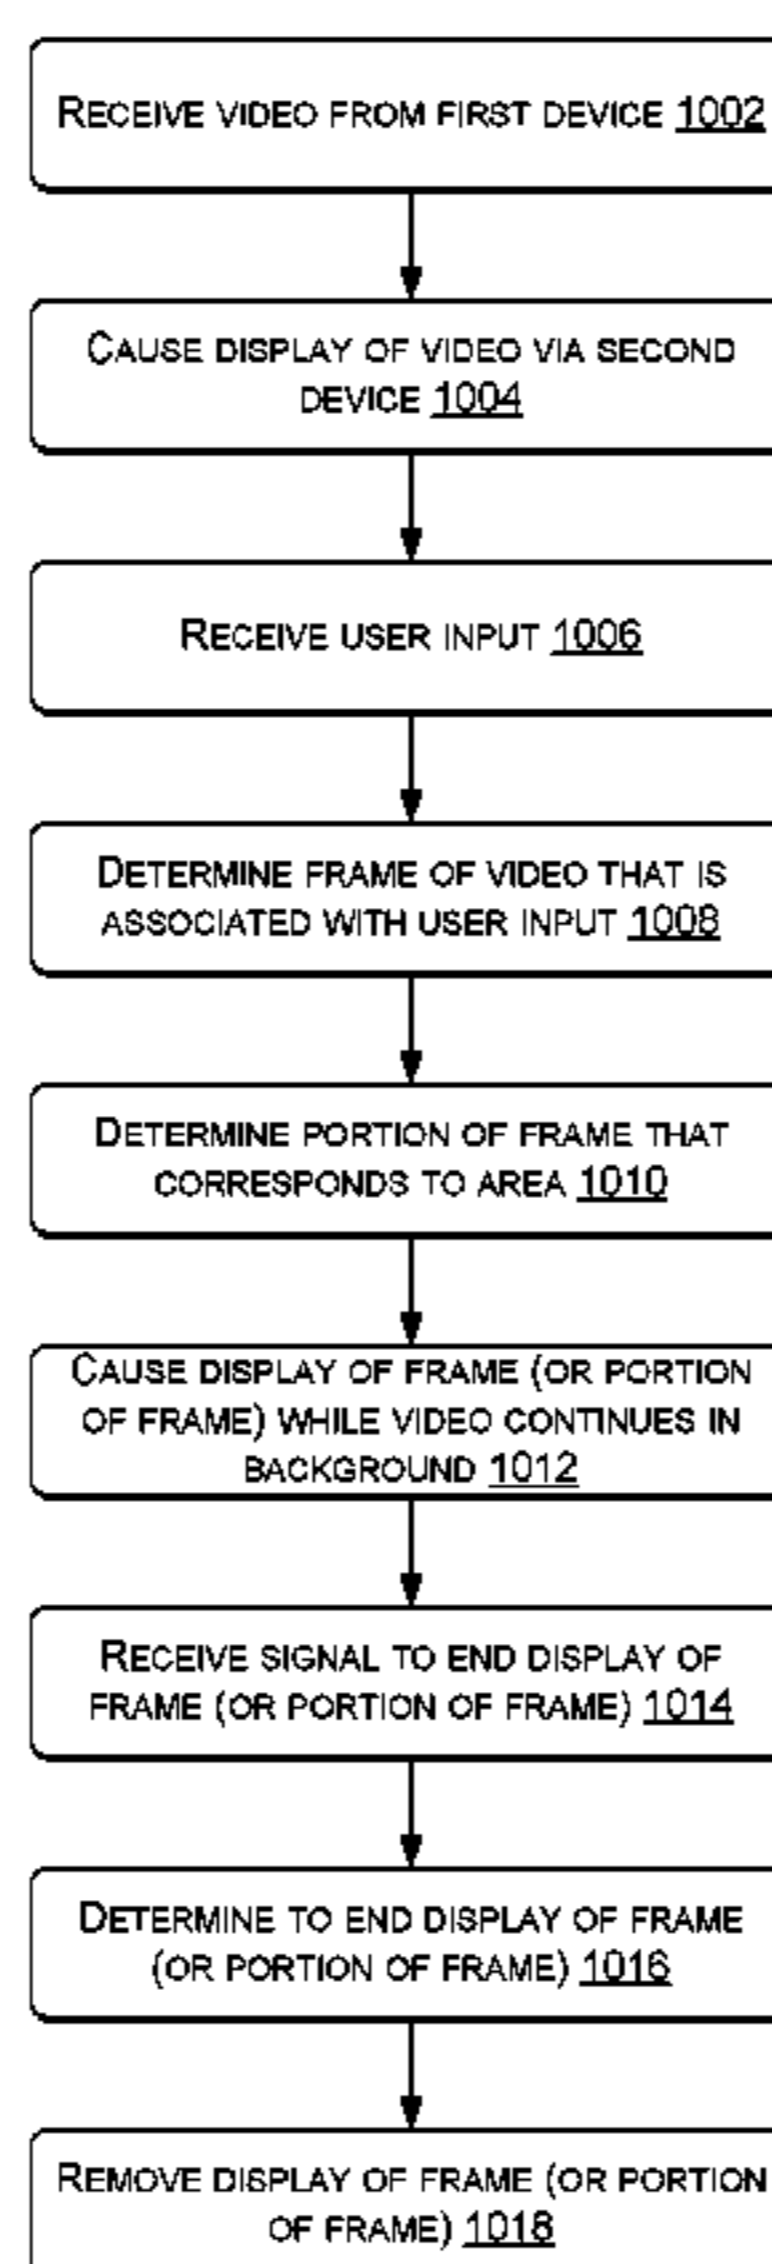 RECEIVE VIDEO FROM FIRST DEVICE 1002
CAUSE DISPLAY OF VIDEO VIA SECOND
DEVICE 1004
RECEIVE USER INPUT 1006
DETERMINE FRAME OF VIDEO THAT IS
ASSOCIATED WITH USER INPUT 1008
DETERMINE PORTION OF FRAME THAT
CORRESPONDS TO AREA 1010
CAUSE DISPLAY OF FRAME (OR PORTION
OF FRAME) WHILE VIDEO CONTINUES IN
BACKGROUND 1012
RECEIVE SIGNAL TO END DISPLAY OF
FRAME (OR PORTION OF FRAME) 1014
DETERMINE TO END DISPLAY OF FRAME
(OR PORTION OF FRAME) 1016
REMOVE DISPLAY OF FRAME (OR PORTION
OF FRAME) 1018